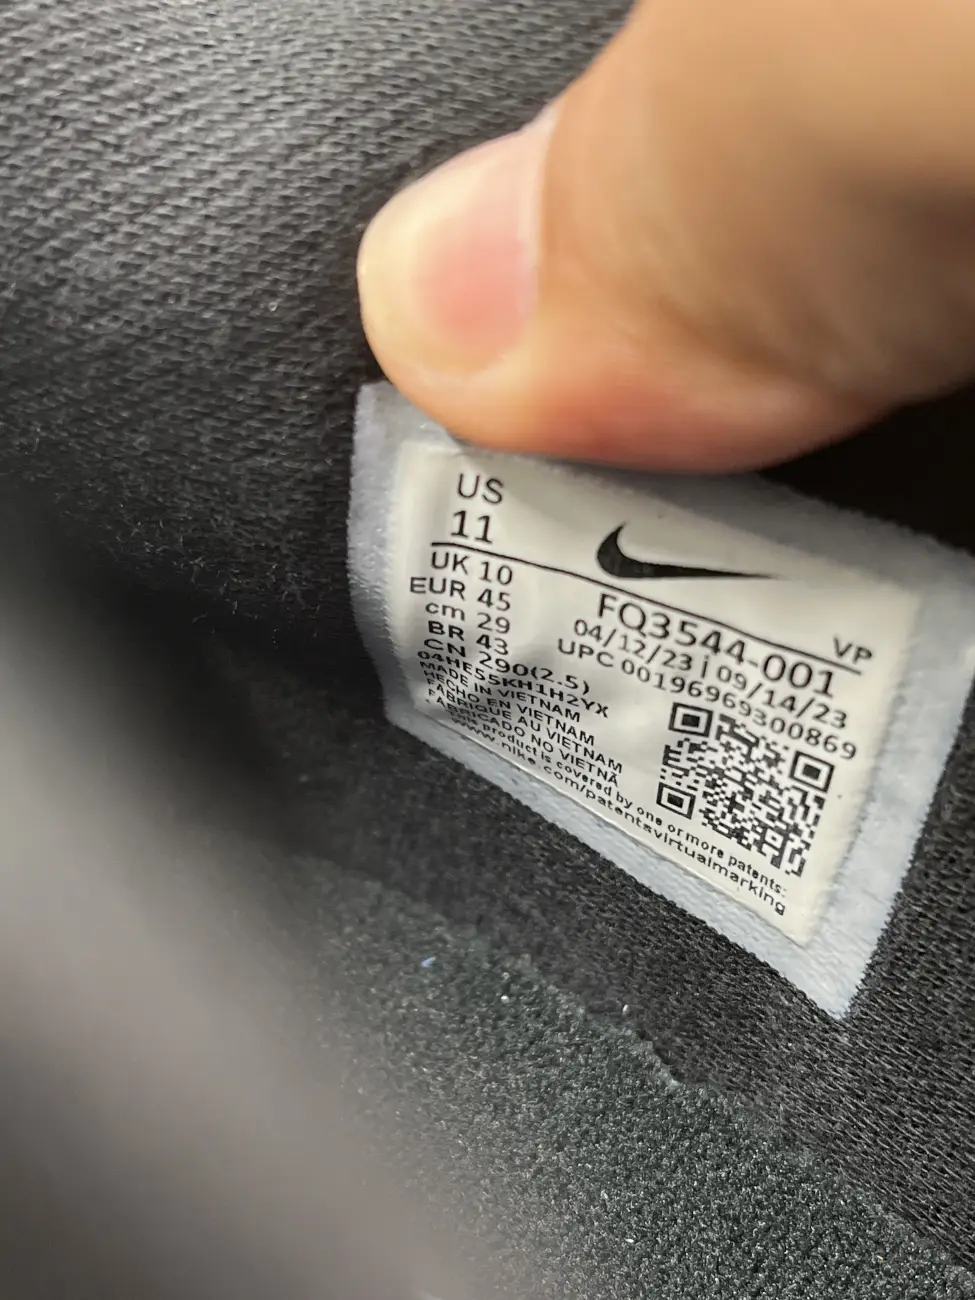 US
11
UK 10
EUR 45
cm 29
BR 43
CN 290(2.5)
04HE55KH1H2YX
MADE IN VIETNAM
HECHO EN VIETNAM
FABRIQUE AU VIETNAM
FABRICADO NO VIETNÃ
This product is covered by one or more patents:
www.nike.com/patentsvirtualmarking
VP
FQ3544-001
04/12/23 | 09/14/23
UPC 00196969300869